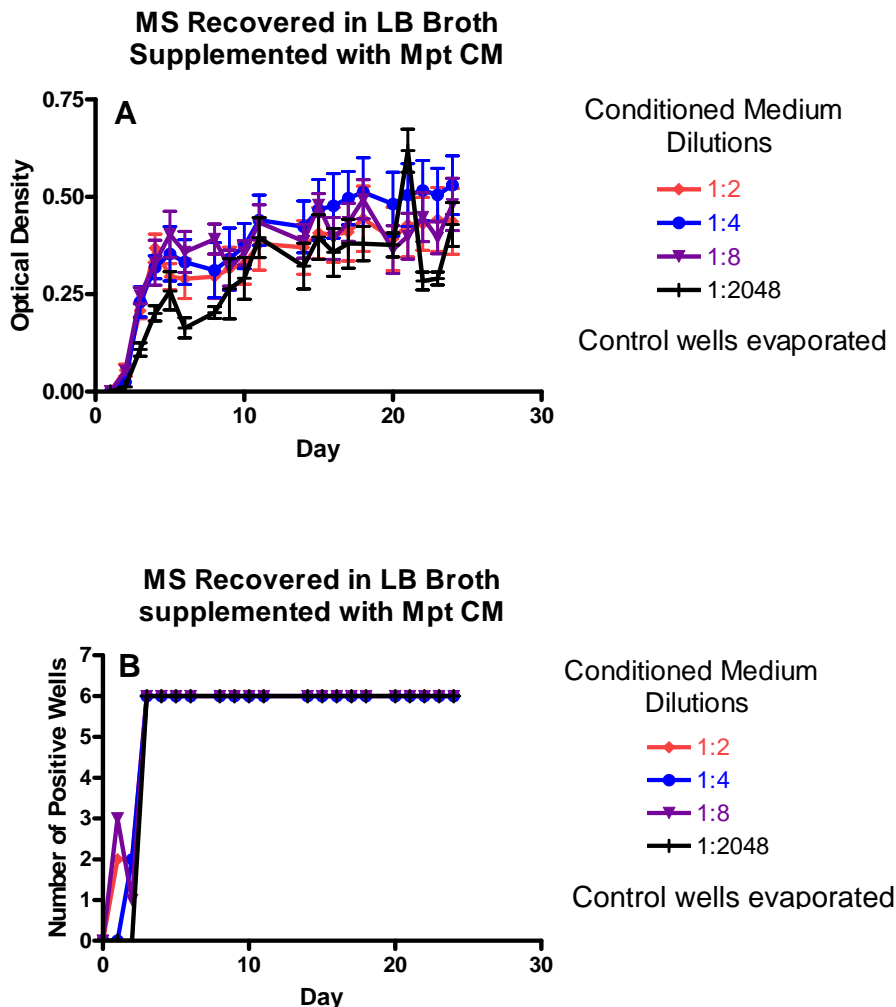 MS Recovered in LB Broth
Supplemented with Mpt CM
A
0.75
0.50
0.25
0.00
Optical Density
0
10
20
30
Day
Conditioned Medium
Dilutions
1:2
1:4
1:8
1:2048
Control wells evaporated
MS Recovered in LB Broth
supplemented with Mpt CM
B
7
6
5
4
3
2
1
0
Number of Positive Wells
0
10
20
30
Day
Conditioned Medium
Dilutions
1:2
1:4
1:8
1:2048
Control wells evaporated